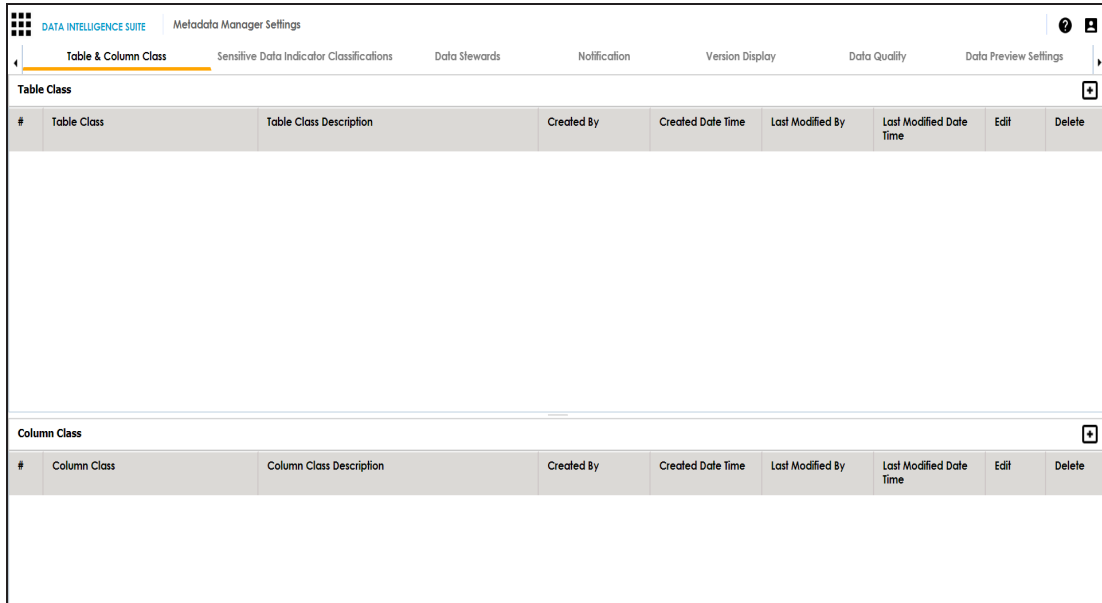 DATA INTELLIGENCE SUITE Metadata Manager Settings
Table & Column Class Sensitive Data Indicator Classifications Data Stewards Notification Version Display Data Quality Data Preview Settings
Table Class
# Table Class Table Class Description Created By Created Date Time Last Modified By Last Modified Date Time Edit Delete
Column Class
# Column Class Column Class Description Created By Created Date Time Last Modified By Last Modified Date Time Edit Delete